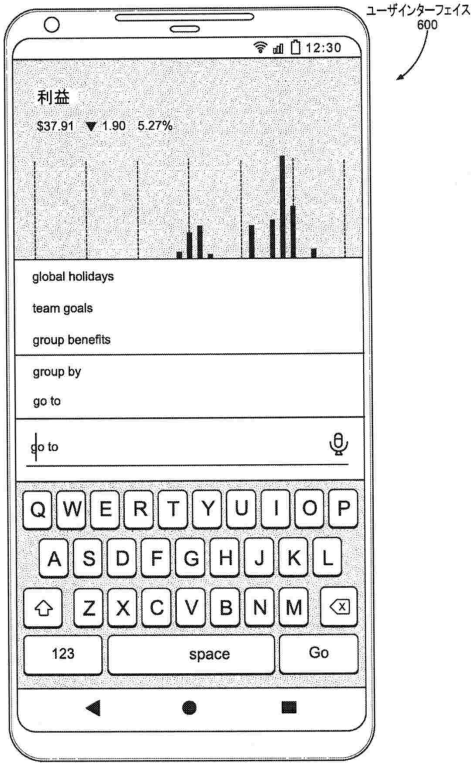 ユーザインターフェイス
600
12:30
利益
$37.91 ▼ 1.90 5.27%
global holidays
team goals
group benefits
group by
go to
go to
Q W E R T Y U I O P
A S D F G H J K L
Z X C V B N M
123 space Go